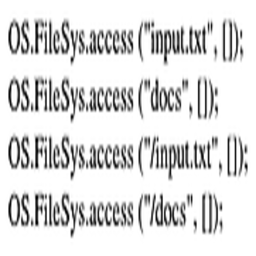 OS.FileSys.access ("input.txt", []);
OS.FileSys.access ("docs", []);
OS.FileSys.access ("/input.txt", []);
OS.FileSys.access ("/docs", []);